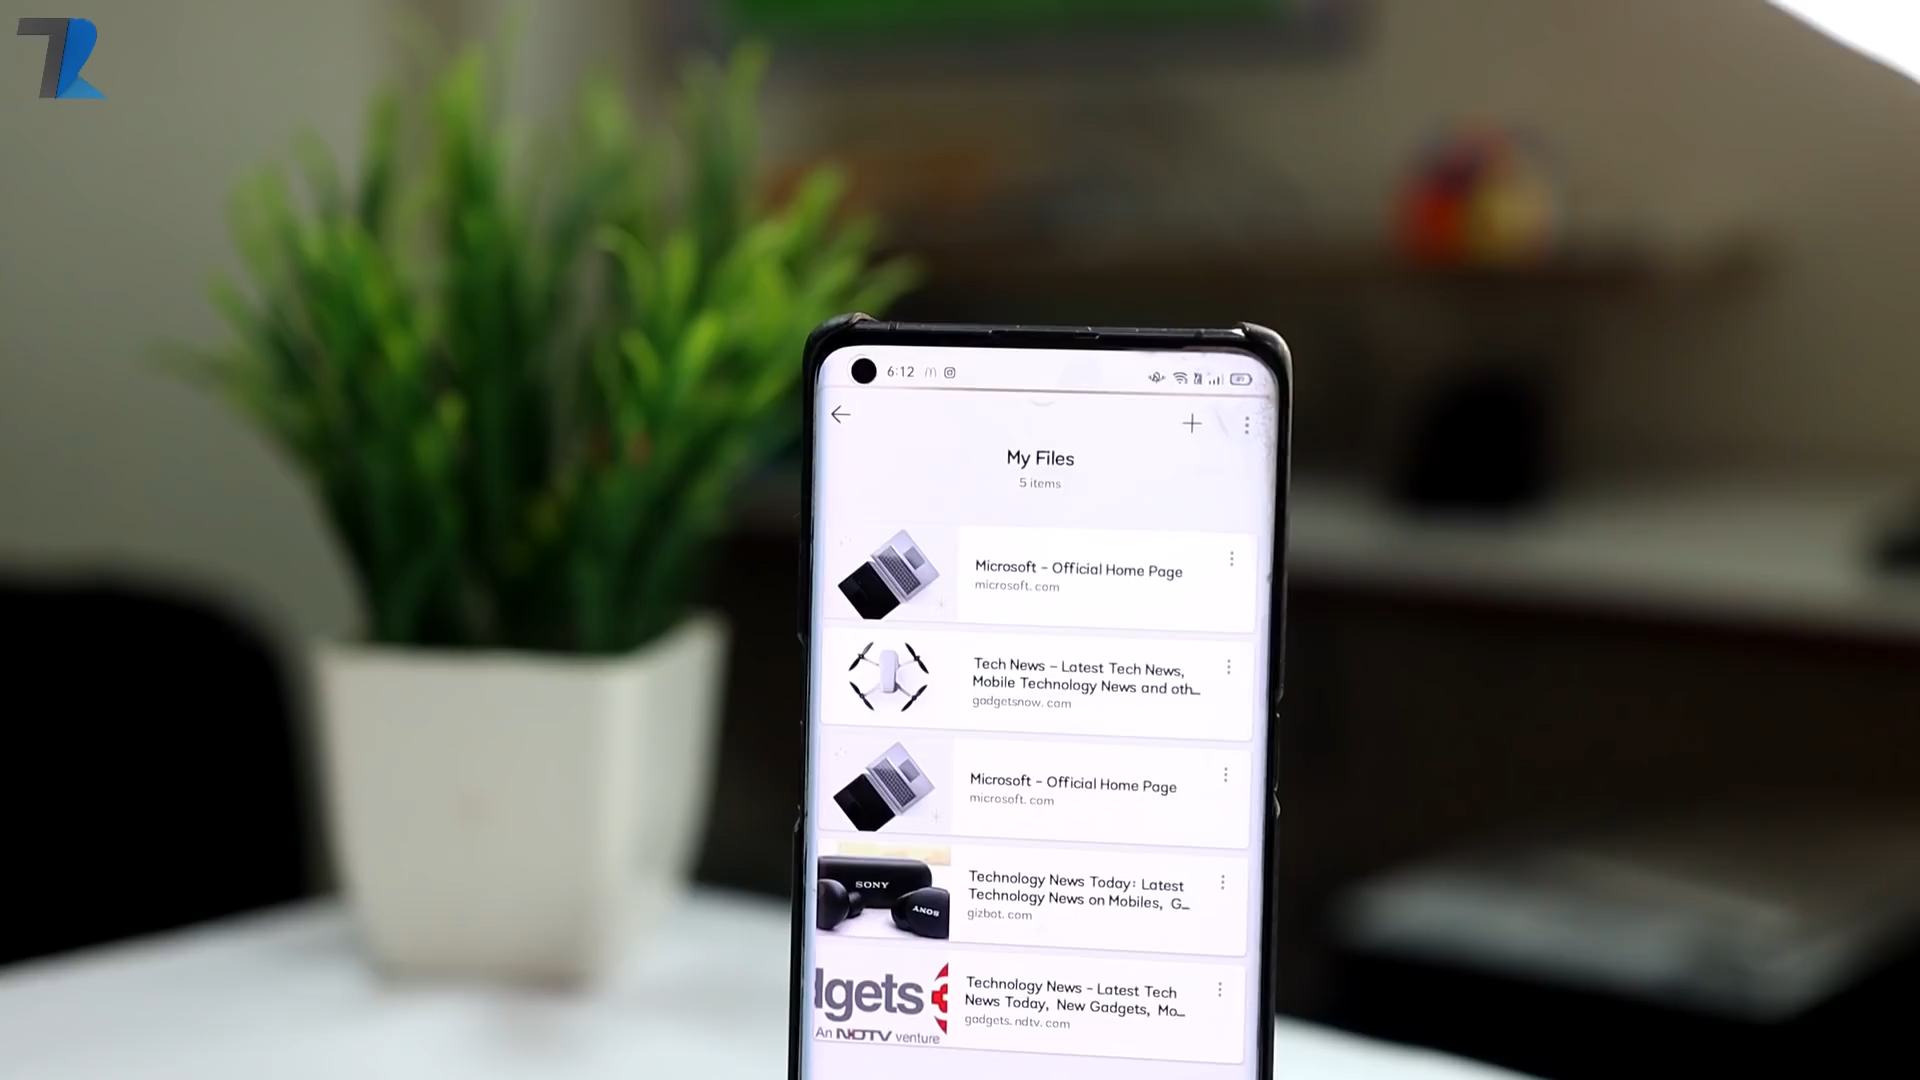 6:12
My Files
5 items
Microsoft - Official Home Page
microsoft.com
Tech News - Latest Tech News,
Mobile Technology News and oth...
gadgetsnow.com
Microsoft - Official Home Page
microsoft.com
SONY
SONY
Technology News Today: Latest
Technology News on Mobiles, G...
gizbot.com
dgets
An NDTV venture
Technology News - Latest Tech
News Today, New Gadgets, Mo...
gadgets.ndtv.com